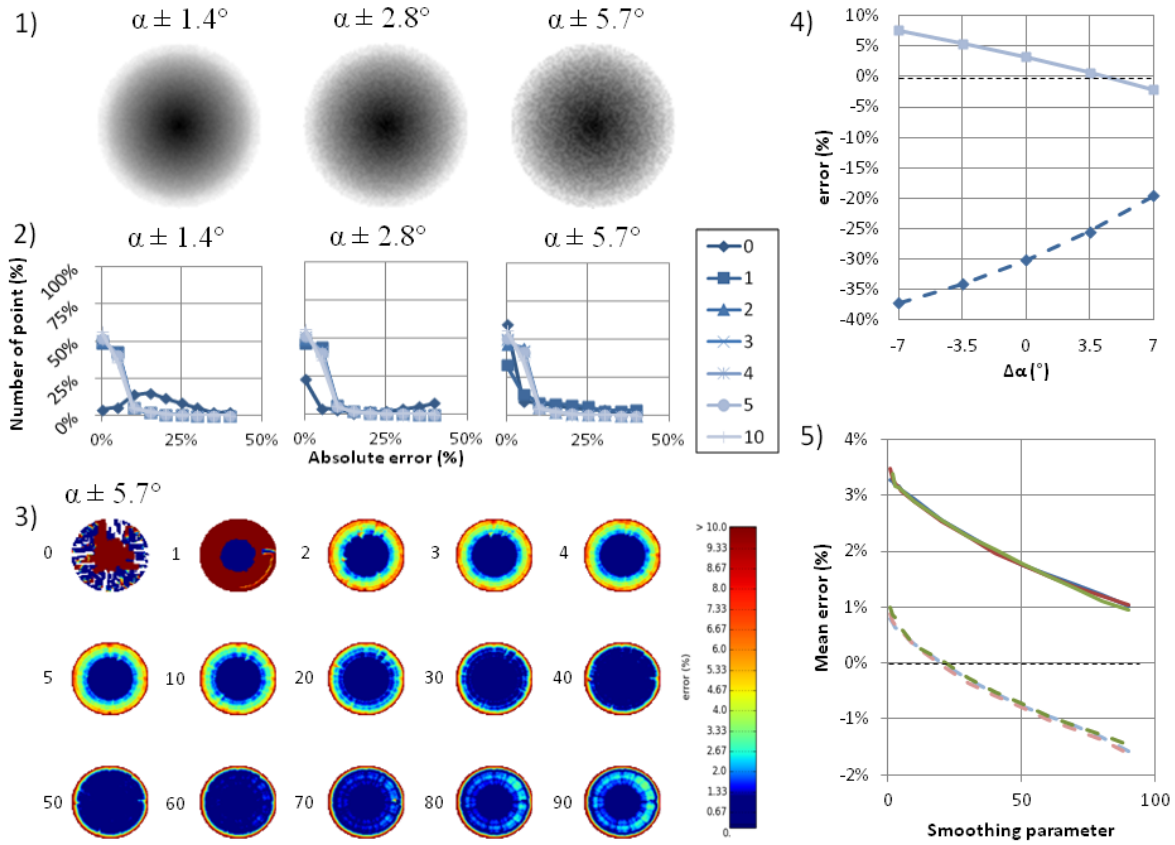 1)
α ± 1.4° α ± 2.8° α ± 5.7°
2)
α ± 1.4° α ± 2.8° α ± 5.7°
Number of point (%)
100%
75%
50%
25%
0%
0% 25% 50%
0% 25% 50%
0% 25% 50%
Absolute error (%)
0
1
2
3
4
5
10
3)
α ± 5.7°
0 1 2 3 4
5 10 20 30 40
50 60 70 80 90
> 10.0
9.33
8.67
8.0
7.33
6.67
6.0
5.33
4.67
4.0
3.33
2.67
2.0
1.33
0.67
0.
error (%)
4)
10%
5%
0%
-5%
-10%
-15%
-20%
-25%
-30%
-35%
-40%
error (%)
-7 -3.5 0 3.5 7
Δα (°)
5)
4%
3%
2%
1%
0%
-1%
-2%
Mean error (%)
0 50 100
Smoothing parameter